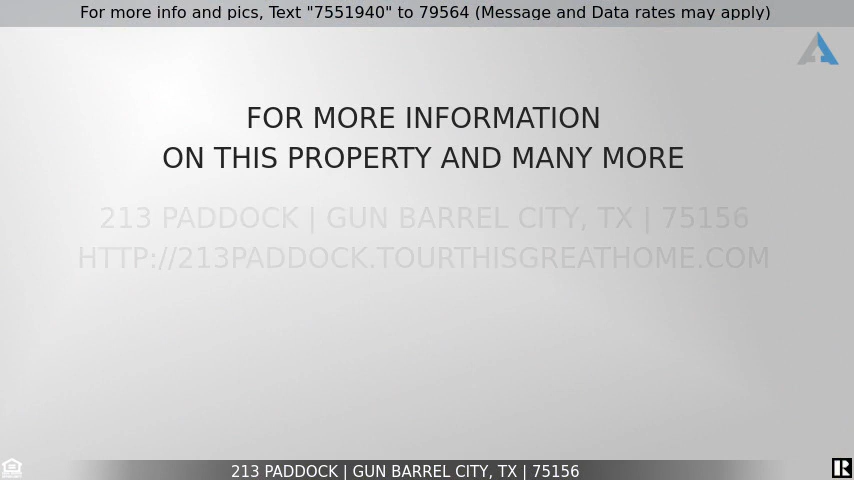 For more info and pics, Text "7551940" to 79564 (Message and Data rates may apply)
FOR MORE INFORMATION
ON THIS PROPERTY AND MANY MORE
213 PADDOCK | GUN BARREL CITY, TX | 75156
HTTP://213PADDOCK.TOURTHISGREATHOME.COM
213 PADDOCK | GUN BARREL CITY, TX | 75156